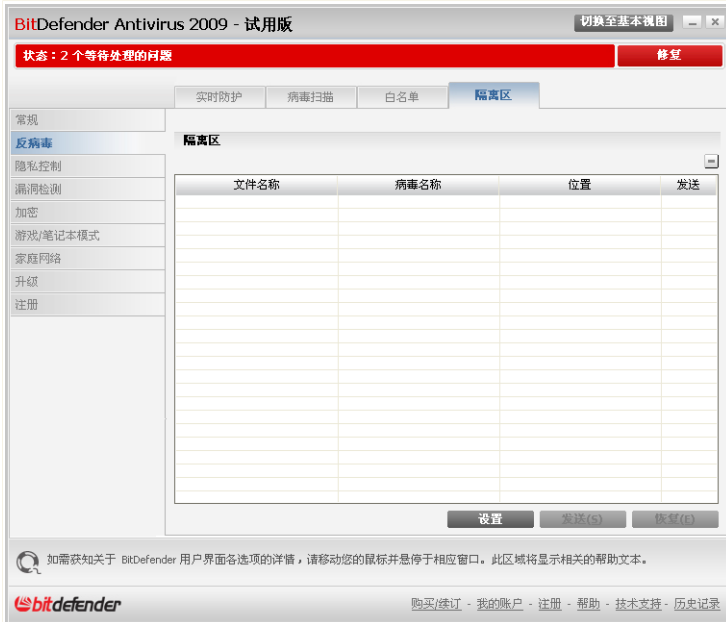 BitDefender Antivirus 2009 - 试用版
切换至基本视图
状态：2 个等待处理的问题
修复
实时防护
病毒扫描
白名单
隔离区
常规
反病毒
隐私控制
漏洞检测
加密
游戏/笔记本模式
家庭网络
升级
注册
隔离区
文件名称
病毒名称
位置
发送
设置
发送(S)
恢复(E)
如需获知关于 BitDefender 用户界面各选项的详情，请移动您的鼠标并悬停于相应窗口。此区域将显示相关的帮助文本。
bitdefender
购买/续订 - 我的账户 - 注册 - 帮助 - 技术支持 - 历史记录